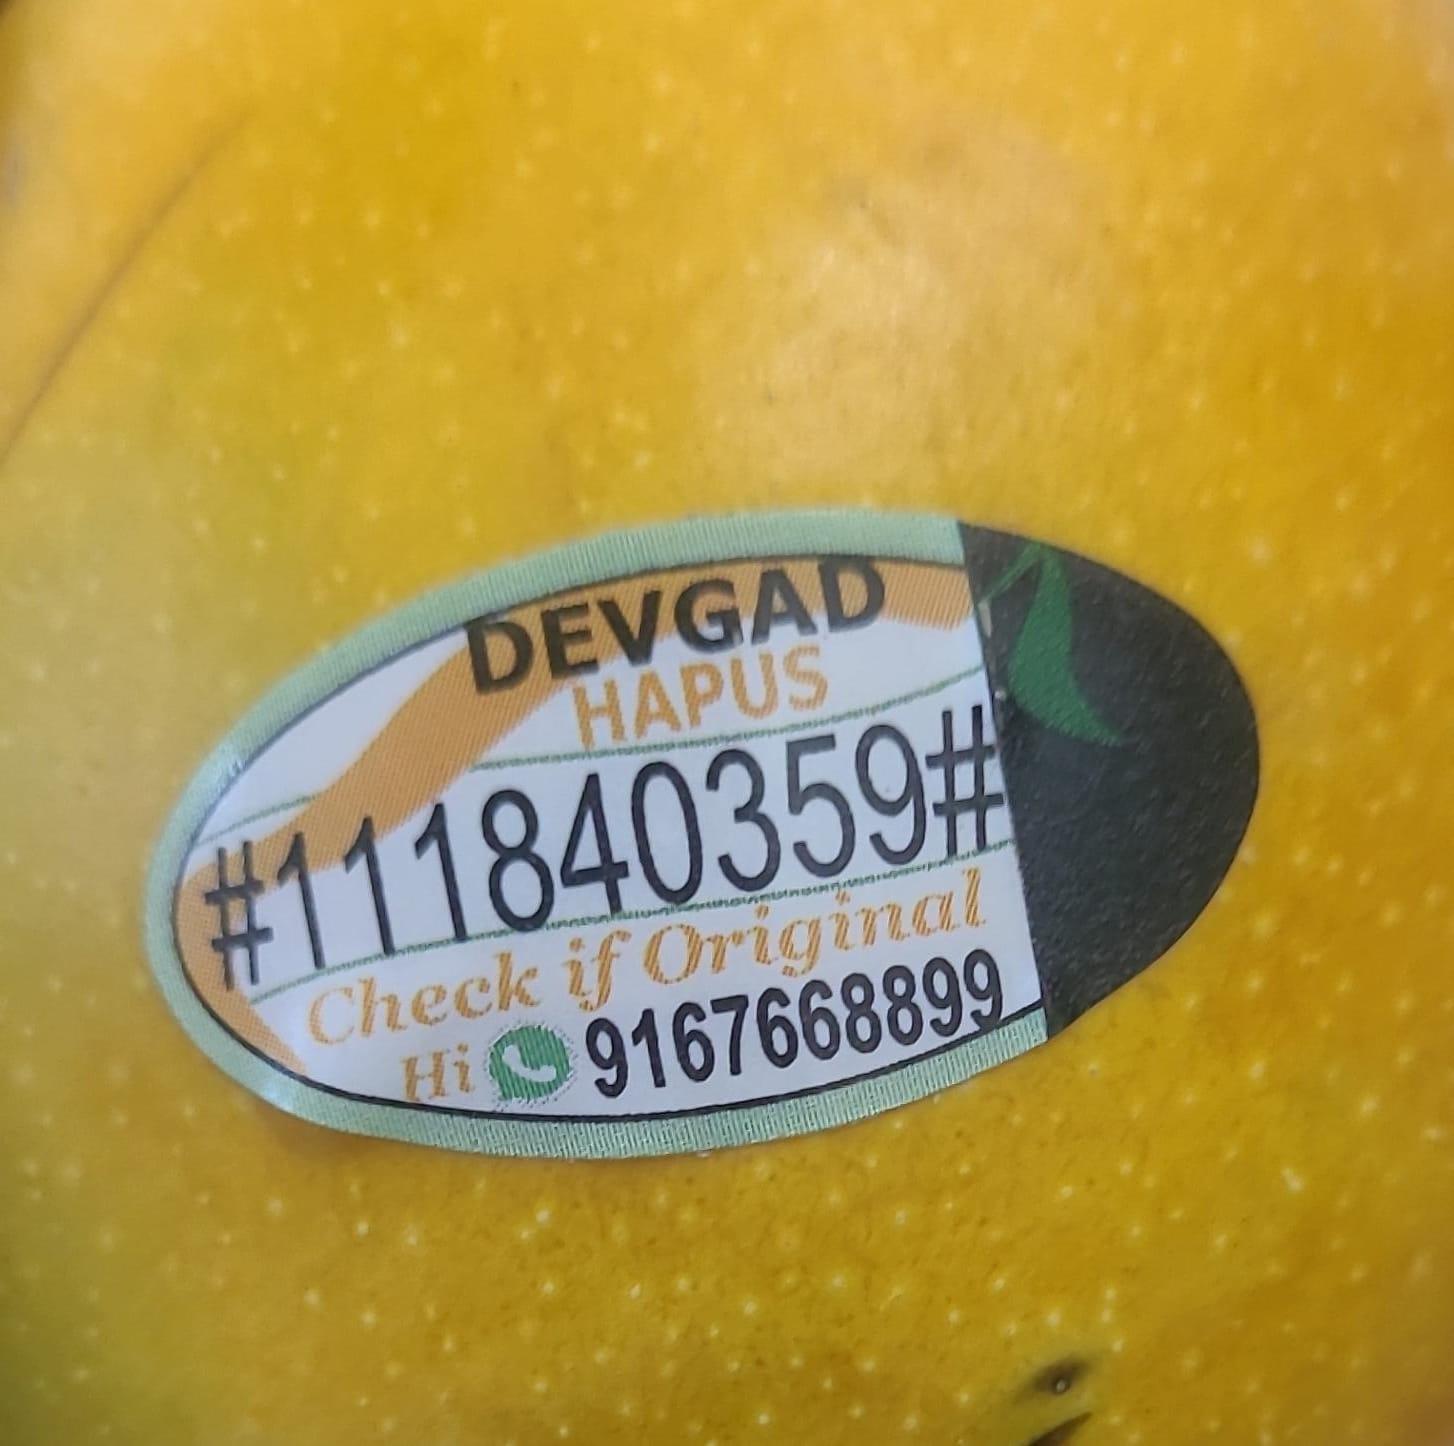 DEVGAD
HAPUS
#111840359#
Check if Original
Hi 9167668899